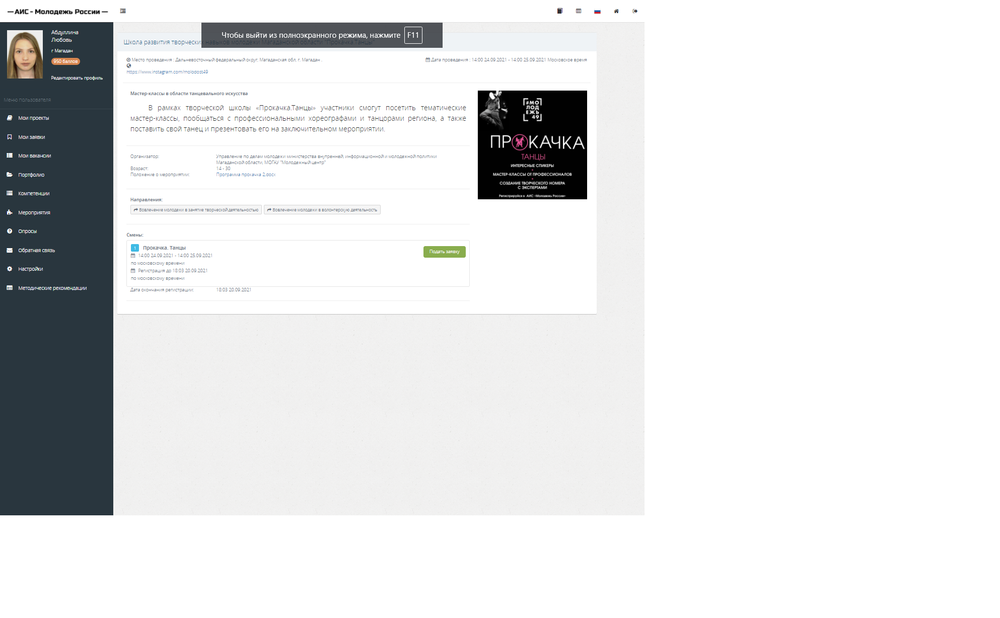 — АИС - Молодежь России —
Чтобы выйти из полноэкранного режима, нажмите F11
Абдуллина
Любовь
г Магадан
950 баллов
Редактировать профиль
Меню пользователя
Мои проекты
Мои заявки
Мои вакансии
Портфолио
Компетенции
Мероприятия
Опросы
Обратная связь
Настройки
Методические рекомендации
Школа развития творческих навыков молодежи Магаданской области "Прокачка.Танцы"
Место проведения : Дальневосточный федеральный округ, Магаданская обл, г. Магадан .
Дата проведения : 14:00 24.09.2021 - 14:00 25.09.2021 Московское время
https://www.instagram.com/molodost49
Мастер-классы в области танцевального искусства
В рамках творческой школы «Прокачка.Танцы» участники смогут посетить тематические
мастер-классы, пообщаться с профессиональными хореографами и танцорами региона, а также
поставить свой танец и презентовать его на заключительном мероприятии.
Организатор: Управление по делам молодежи министерства внутренней, информационной и молодежной политики
Магаданской области, МОГАУ "Молодежный центр"
Возраст: 14 - 30
Положение о мероприятии: Программа прокачка 2.docx
Направления:
Вовлечение молодежи в занятие творческой деятельностью
Вовлечение молодежи в волонтерскую деятельность
Смены:
1 Прокачка. Танцы
14:00 24.09.2021 - 14:00 25.09.2021
по московскому времени
Регистрация до 18:03 20.09.2021
по московскому времени
Подать заявку
Дата окончания регистрации: 18:03 20.09.2021
#МО
ЛОД
ЕЖЬ
49
ПРОКАЧКА
ТАНЦЫ
ИНТЕРЕСНЫЕ СПИКЕРЫ
•
МАСТЕР-КЛАССЫ ОТ ПРОФЕССИОНАЛОВ
•
СОЗДАНИЕ ТВОРЧЕСКОГО НОМЕРА
С ЭКСПЕРТАМИ
Регистрируйся в АИС «Молодежь России»